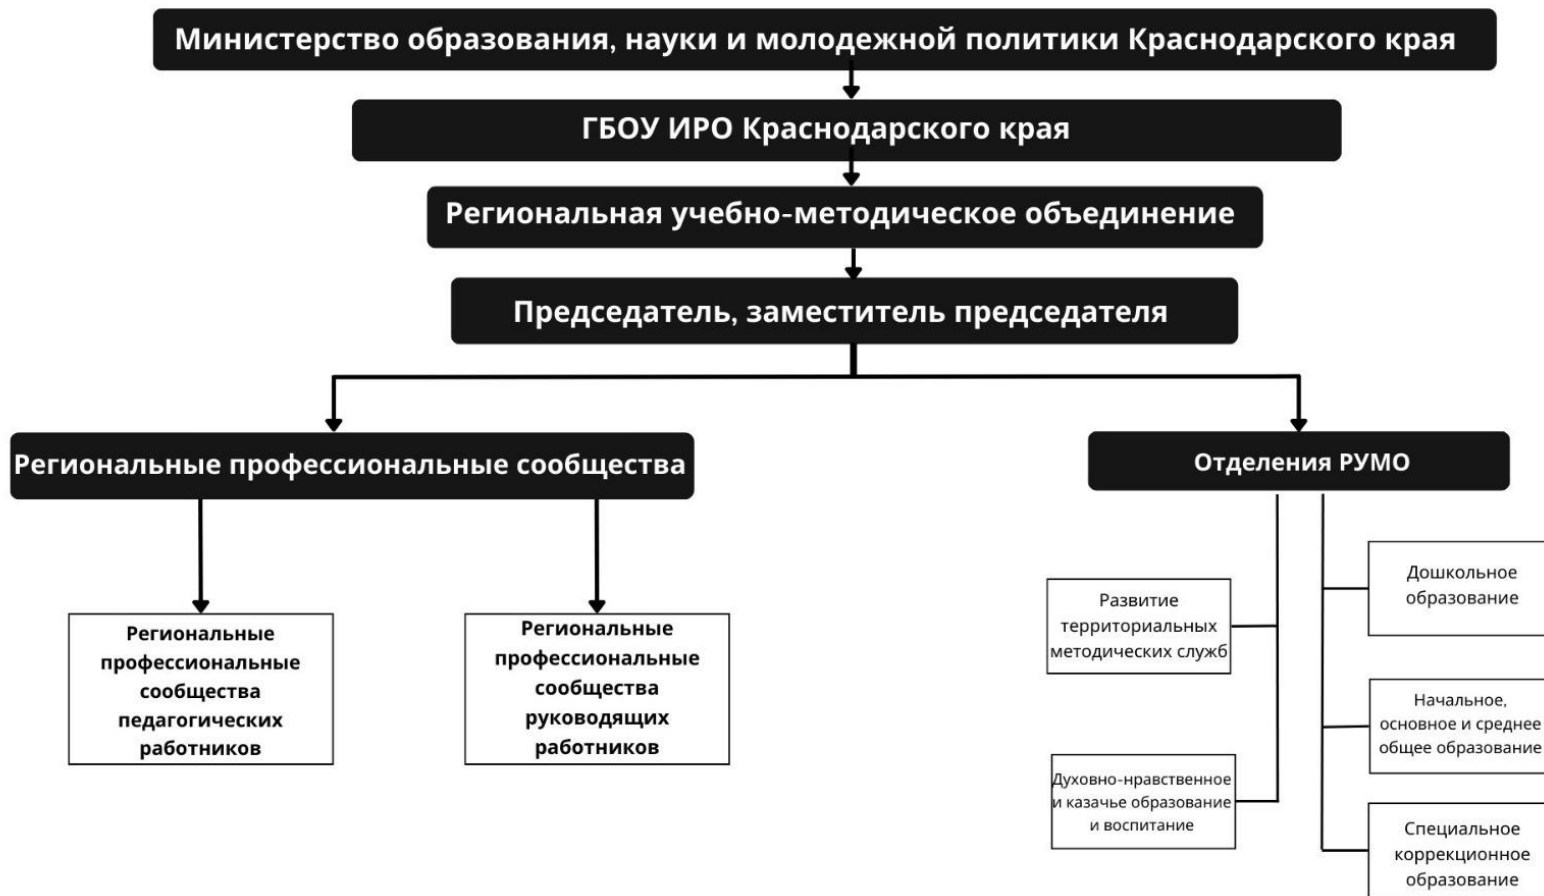 Министерство образования, науки и молодежной политики Краснодарского края
ГБОУ ИРО Краснодарского края
Региональная учебно-методическое объединение
Председатель, заместитель председателя
Региональные профессиональные сообщества
Отделения РУМО
Региональные
профессиональные
сообщества
педагогических
работников
Региональные
профессиональные
сообщества
руководящих
работников
Развитие
территориальных
методических служб
Духовно-нравственное
и казачье образование
и воспитание
Дошкольное
образование
Начальное,
основное и среднее
общее образование
Специальное
коррекционное
образование